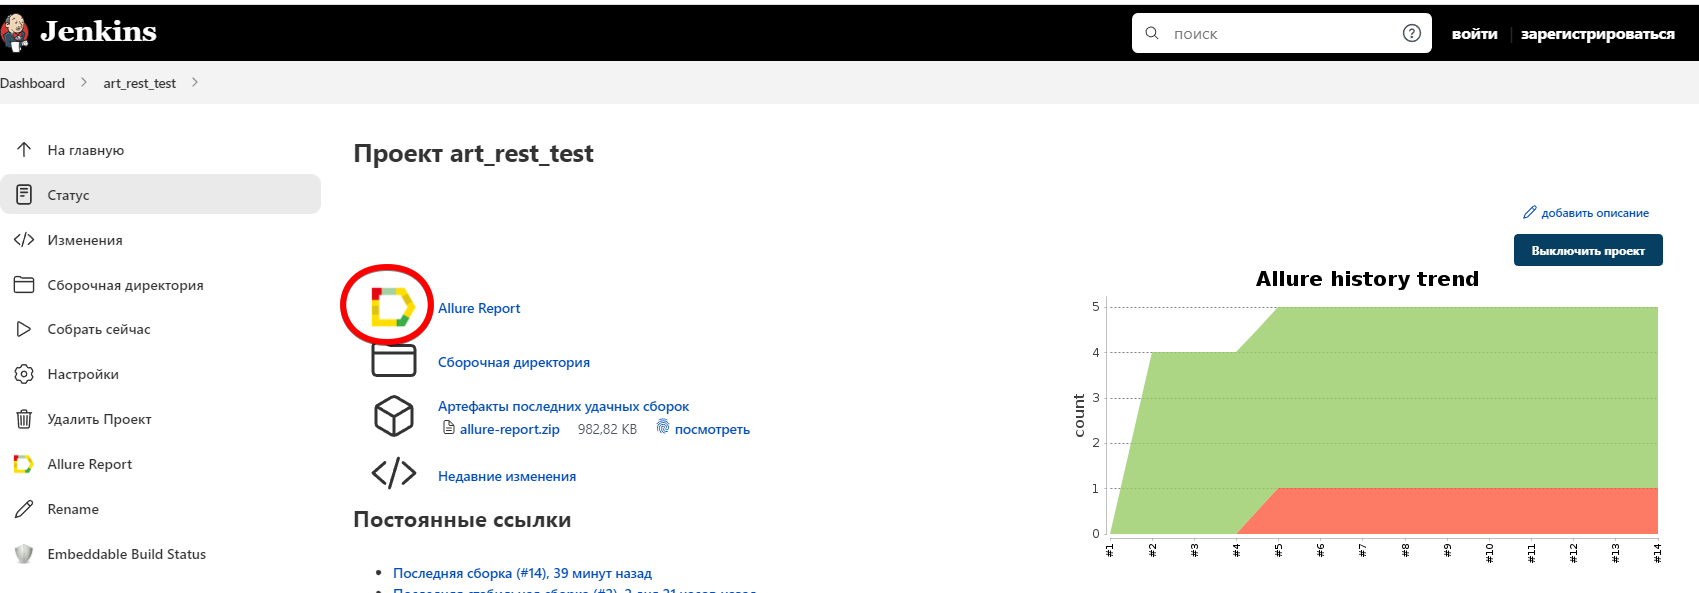 Jenkins
поиск
войти
зарегистрироваться
Dashboard
art_rest_test
На главную
Статус
Изменения
Сборочная директория
Собрать сейчас
Настройки
Удалить Проект
Allure Report
Rename
Embeddable Build Status
Проект art_rest_test
добавить описание
Выключить проект
Allure Report
Сборочная директория
Артефакты последних удачных сборок
allure-report.zip 982,82 KB посмотреть
Недавние изменения
Постоянные ссылки
Последняя сборка (#14), 39 минут назад
Allure history trend
count
5
4
3
2
1
0
#1 #2 #3 #4 #5 #6 #7 #8 #9 #10 #11 #12 #13 #14